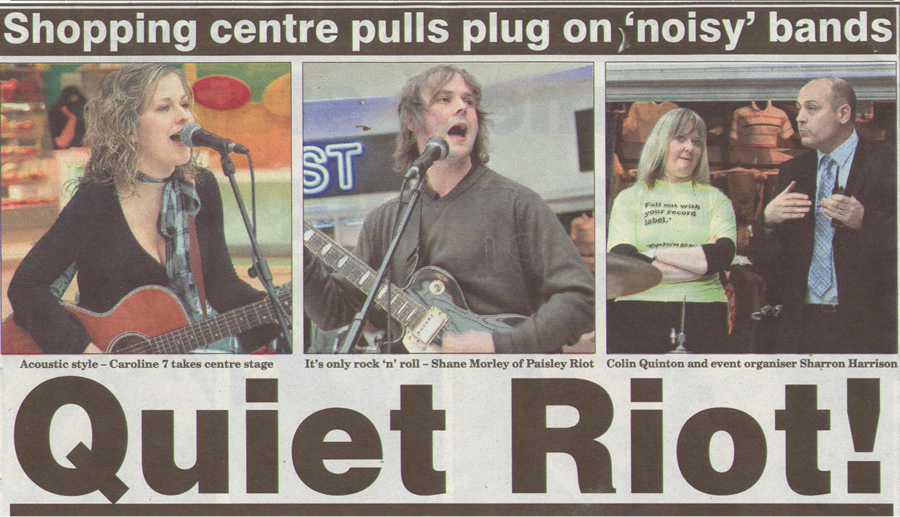 Shopping centre pulls plug on 'noisy' bands
ST
Fell out with
your record
label."
Acoustic style – Caroline 7 takes centre stage
It's only rock 'n' roll – Shane Morley of Paisley Riot
Colin Quinton and event organiser Sharron Harrison
Quiet Riot!